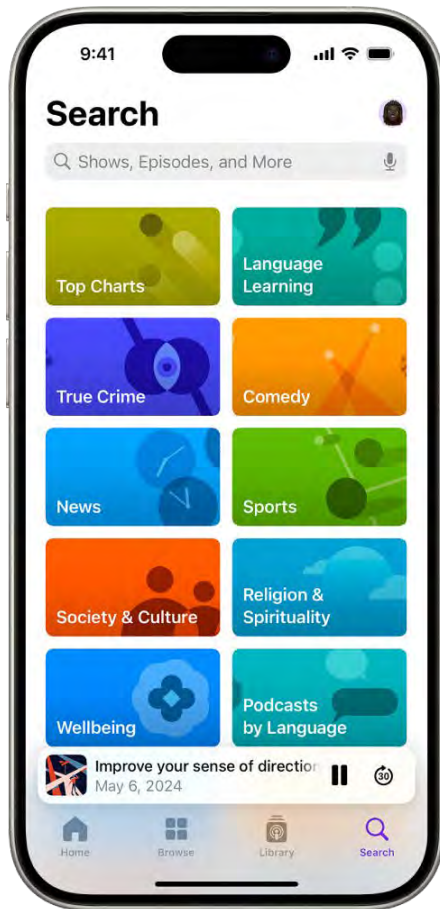 9:41
Search
Shows, Episodes, and More
Top Charts
Language
Learning
True Crime
Comedy
News
Sports
Society & Culture
Religion &
Spirituality
Wellbeing
Podcasts
by Language
Improve your sense of direction
May 6, 2024
30
Home
Browse
Library
Search